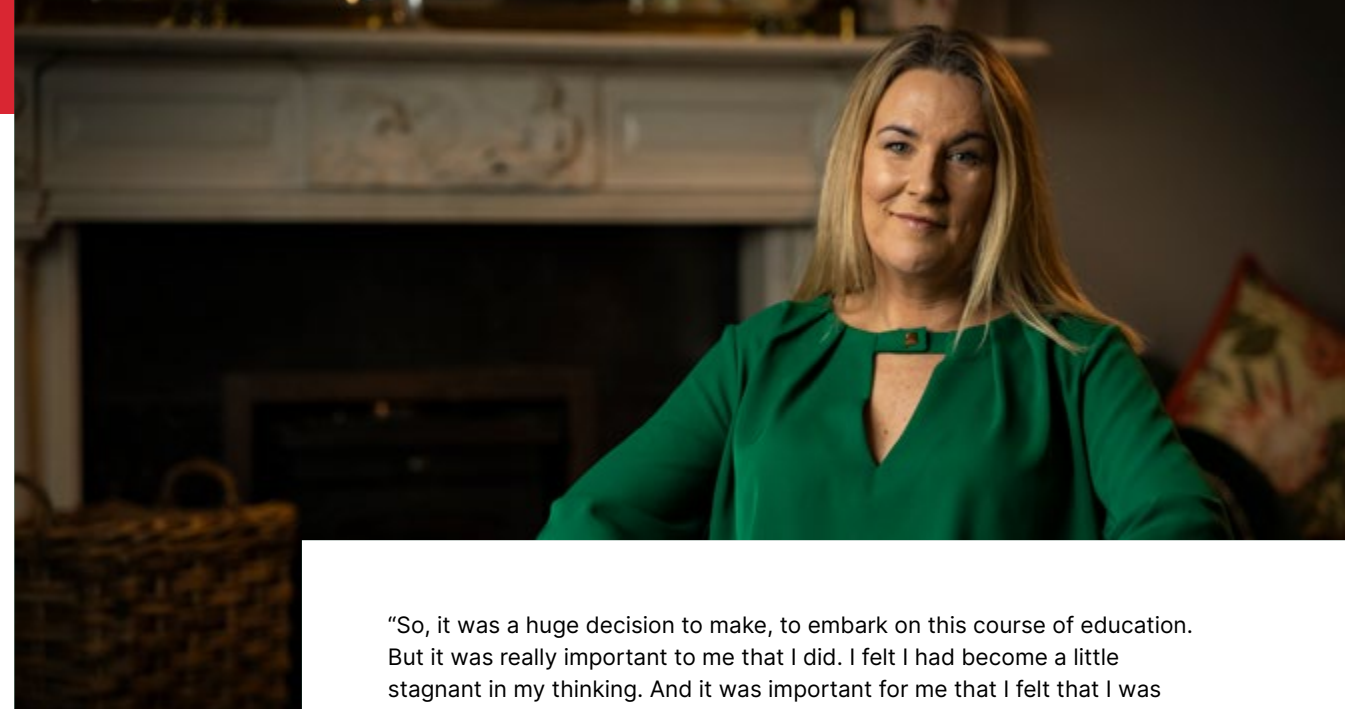 “So, it was a huge decision to make, to embark on this course of education.
But it was really important to me that I did. I felt I had become a little
stagnant in my thinking. And it was important for me that I felt that I was